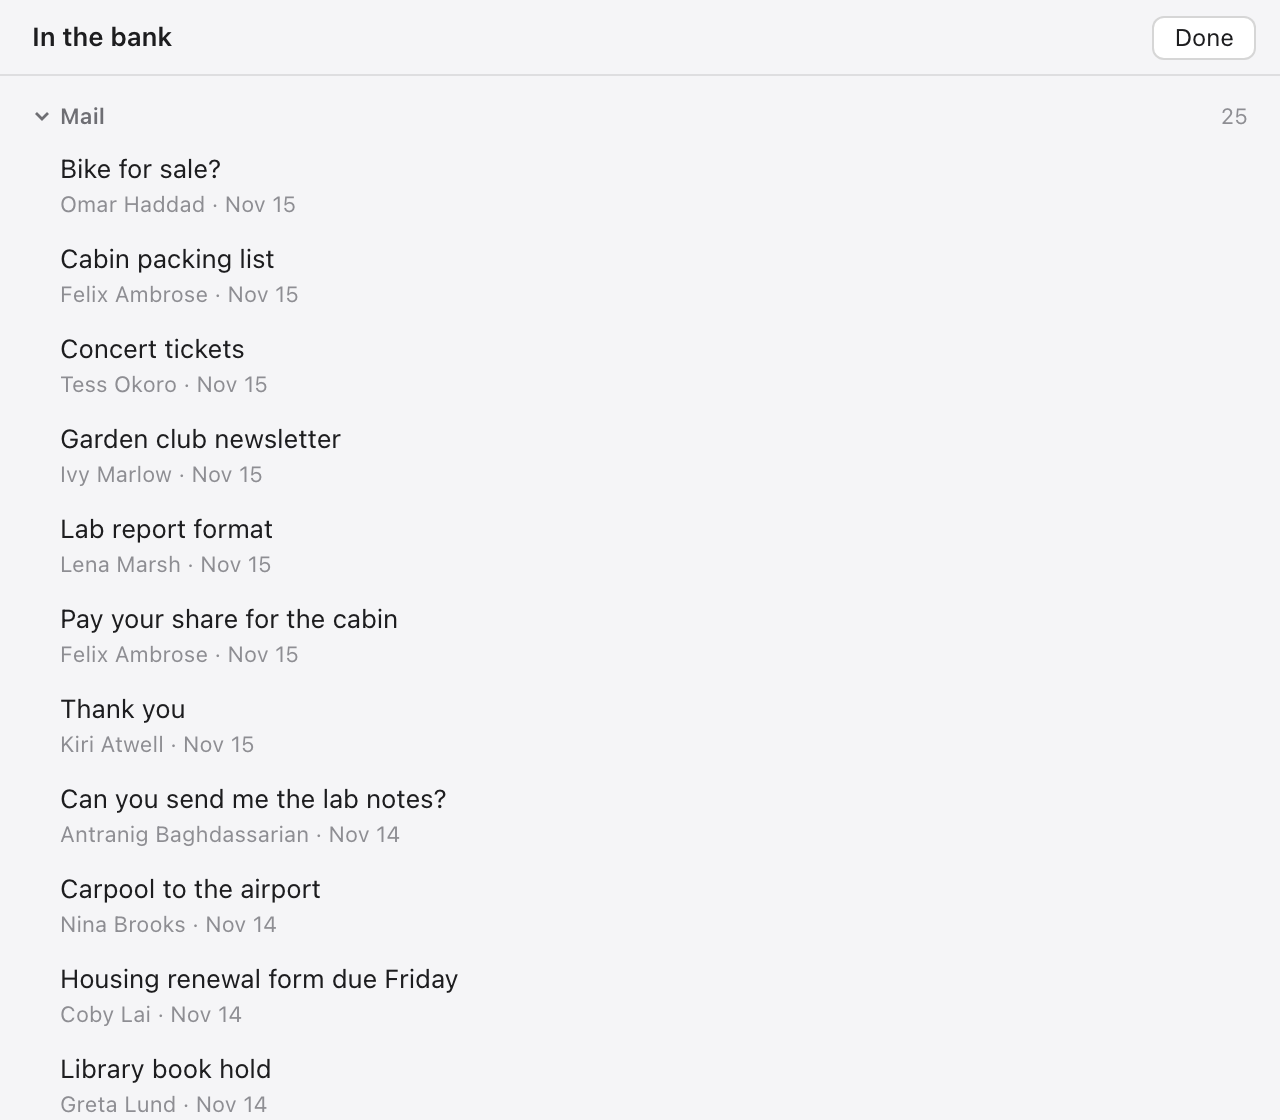 In the bank
Done
Mail
25
Bike for sale?
Omar Haddad · Nov 15
Cabin packing list
Felix Ambrose · Nov 15
Concert tickets
Tess Okoro · Nov 15
Garden club newsletter
Ivy Marlow · Nov 15
Lab report format
Lena Marsh · Nov 15
Pay your share for the cabin
Felix Ambrose · Nov 15
Thank you
Kiri Atwell · Nov 15
Can you send me the lab notes?
Antranig Baghdassarian · Nov 14
Carpool to the airport
Nina Brooks · Nov 14
Housing renewal form due Friday
Coby Lai · Nov 14
Library book hold
Greta Lund · Nov 14